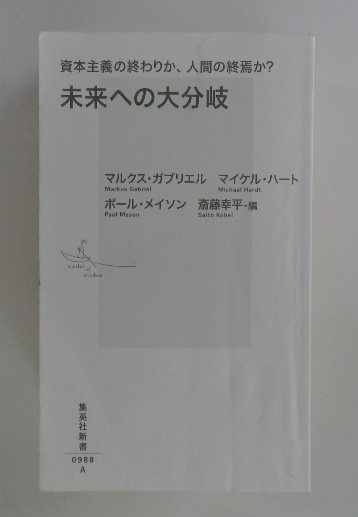 資本主義の終わりか、人間の終焉か?
未来への大分岐
マルクス・ガブリエル マイケル・ハート
Markus Gabriel Michael Hardt
ポール・メイソン 斎藤幸平・編
Paul Mason Saito Kohei
集英社新書
0988
A